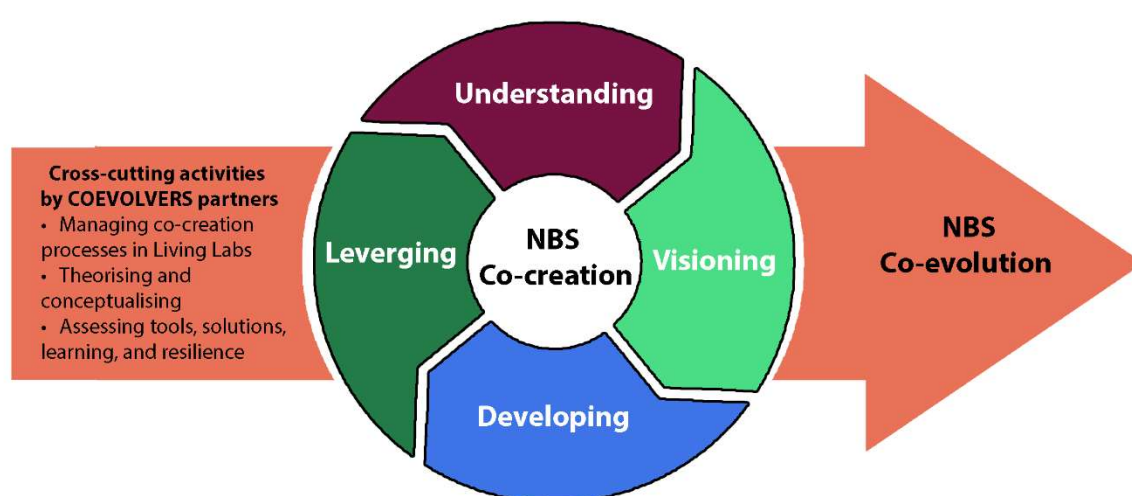 Understanding
Cross-cutting activities
by COEVOLVERS partners
• Managing co-creation
processes in Living Labs
• Theorising and
conceptualising
• Assessing tools, solutions,
learning, and resilience
Leverging
NBS
Co-creation
Visioning
NBS
Co-evolution
Developing